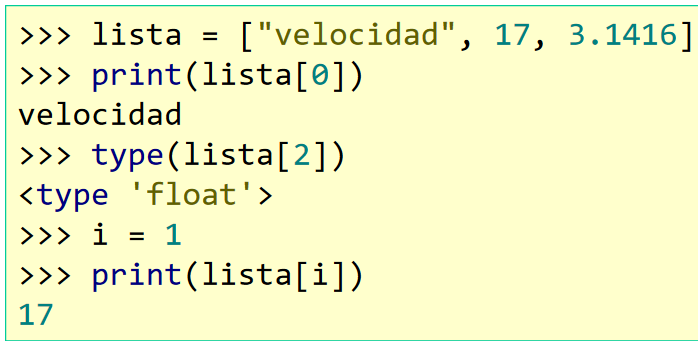 >>> lista = ["velocidad", 17, 3.1416]
>>> print(lista[0])
velocidad
>>> type(lista[2])
<type 'float'>
>>> i = 1
>>> print(lista[i])
17